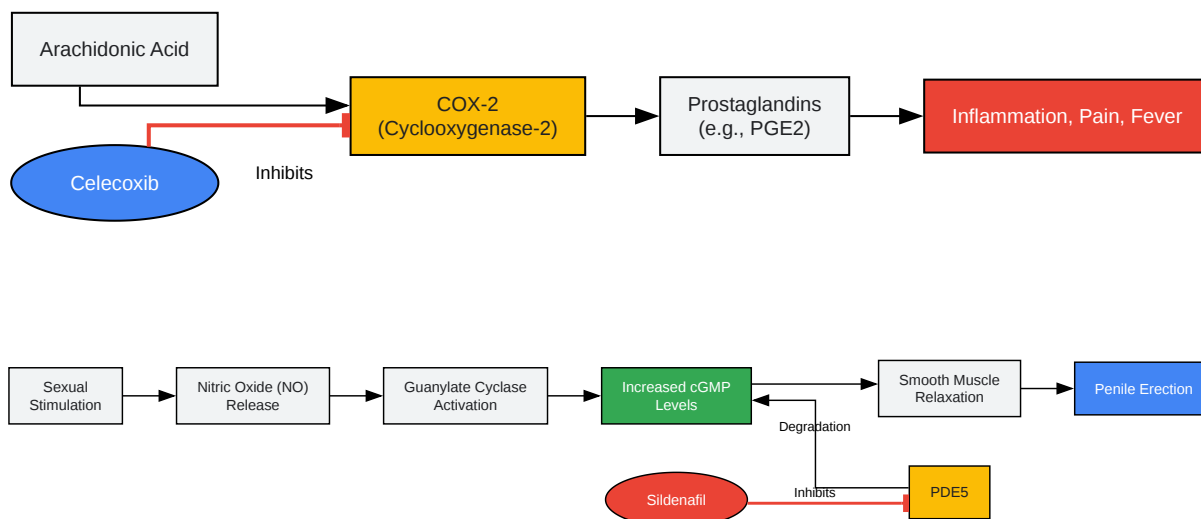 Arachidonic Acid
COX-2
(Cyclooxygenase-2)
Prostaglandins
(e.g., PGE2)
Inflammation, Pain, Fever
Celecoxib
Inhibits
Sexual
Stimulation
Nitric Oxide (NO)
Release
Guanylate Cyclase
Activation
Increased cGMP
Levels
Smooth Muscle
Relaxation
Penile Erection
Degradation
Sildenafil
Inhibits
PDE5